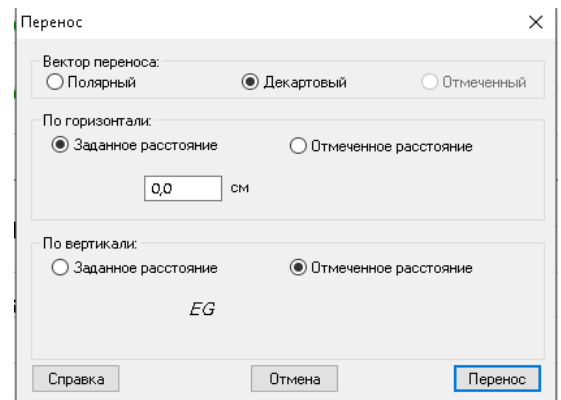 Перенос
Вектор переноса:
Полярный Декартовый Отмеченный
По горизонтали:
Заданное расстояние Отмеченное расстояние
0,0 см
По вертикали:
Заданное расстояние Отмеченное расстояние
EG
Справка Отмена Перенос